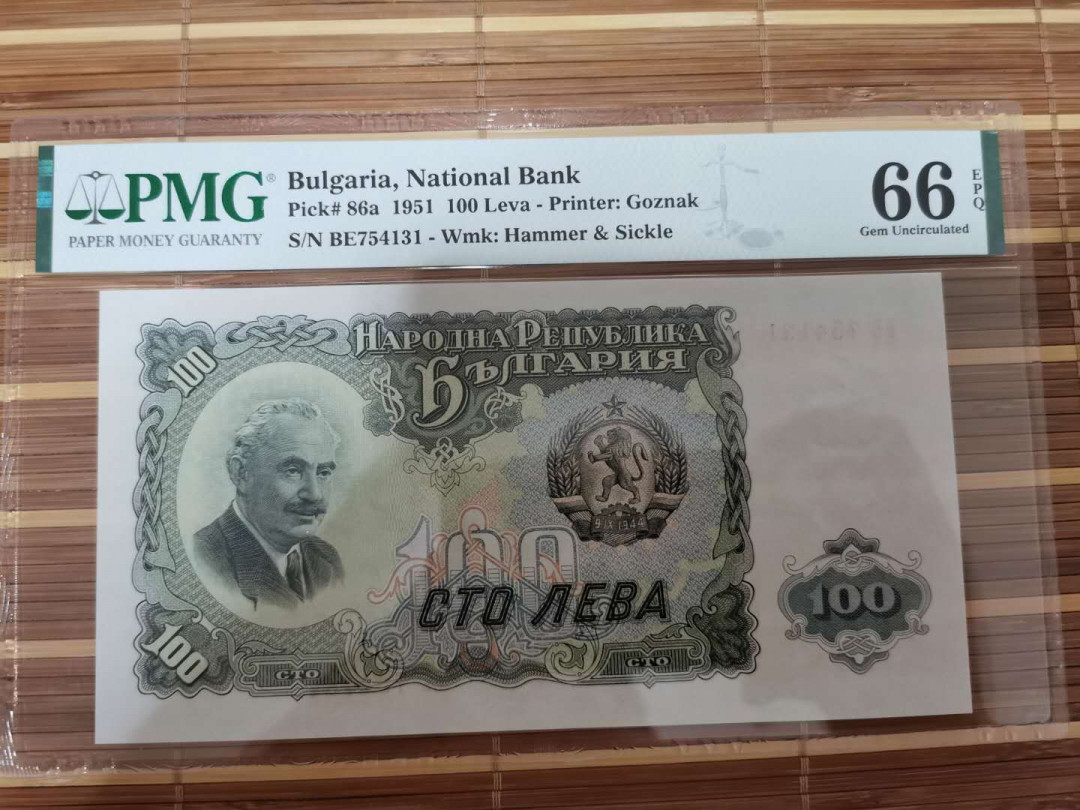 PMG®
PAPER MONEY GUARANTY
Bulgaria, National Bank
Pick# 86a 1951 100 Leva - Printer: Goznak
S/N BE754131 - Wmk: Hammer & Sickle
66
EPQ
Gem Uncirculated
100
НАРОДНА РЕПУБЛИКА
БЪЛГАРИЯ
9 IX 1944
100
СТО ЛЕВА
100
100
СТО
СТО